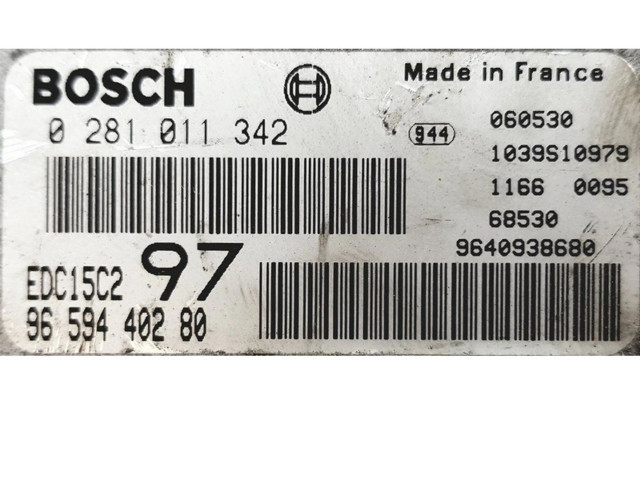 BOSCH
Made in France
0 281 011 342
944
060530
1039S10979
1166 0095
68530
9640938680
EDC15C2 97
96 594 402 80